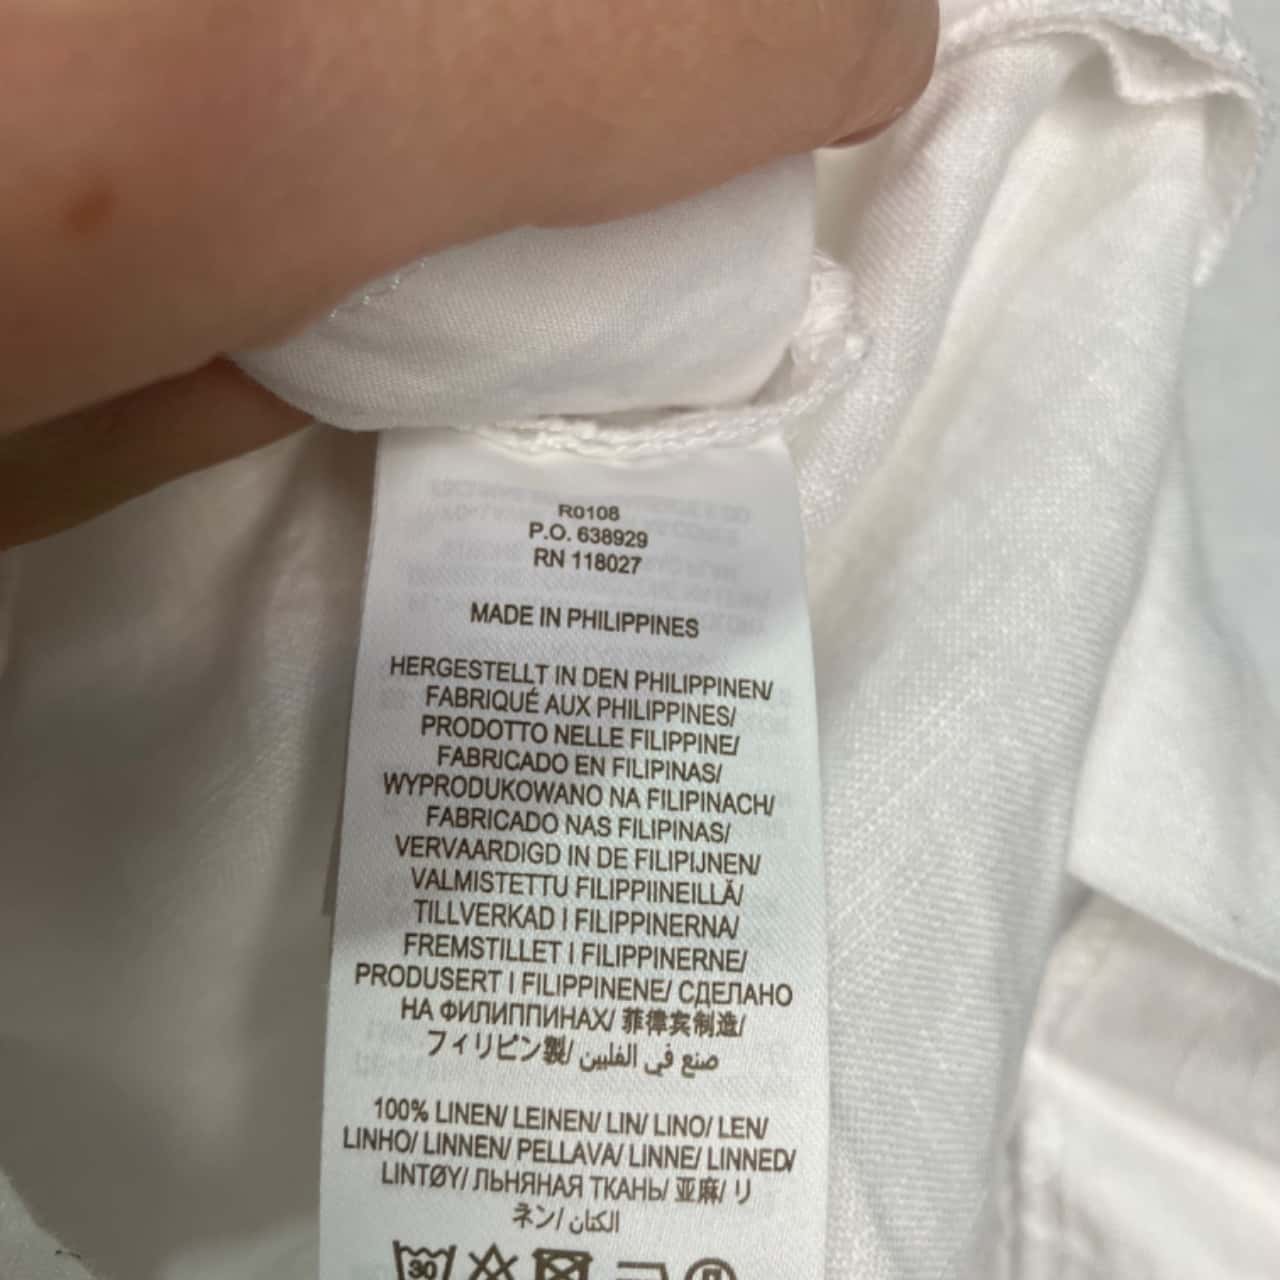 R0108
P.O. 638929
RN 118027
MADE IN PHILIPPINES
HERGESTELLT IN DEN PHILIPPINEN/
FABRIQUÉ AUX PHILIPPINES/
PRODOTTO NELLE FILIPPINE/
FABRICADO EN FILIPINAS/
WYPRODUKOWANO NA FILIPINACH/
FABRICADO NAS FILIPINAS/
VERVAARDIGD IN DE FILIPIJNEN/
VALMISTETTU FILIPPIINEILLÄ/
TILLVERKAD I FILIPPINERNA/
FREMSTILLET I FILIPPINERNE/
PRODUSERT I FILIPPINENE/ СДЕЛАНО
НА ФИЛИППИНАХ/ 菲律宾制造/
フィリピン製/ صنع في الفلبين
100% LINEN/ LEINEN/ LIN/ LINO/ LEN/
LINHO/ LINNEN/ PELLAVA/ LINNE/ LINNED/
LINTØY/ ЛЬНЯНАЯ ТКАНЬ/ 亚麻/ リ
ネン/ الكتان
30